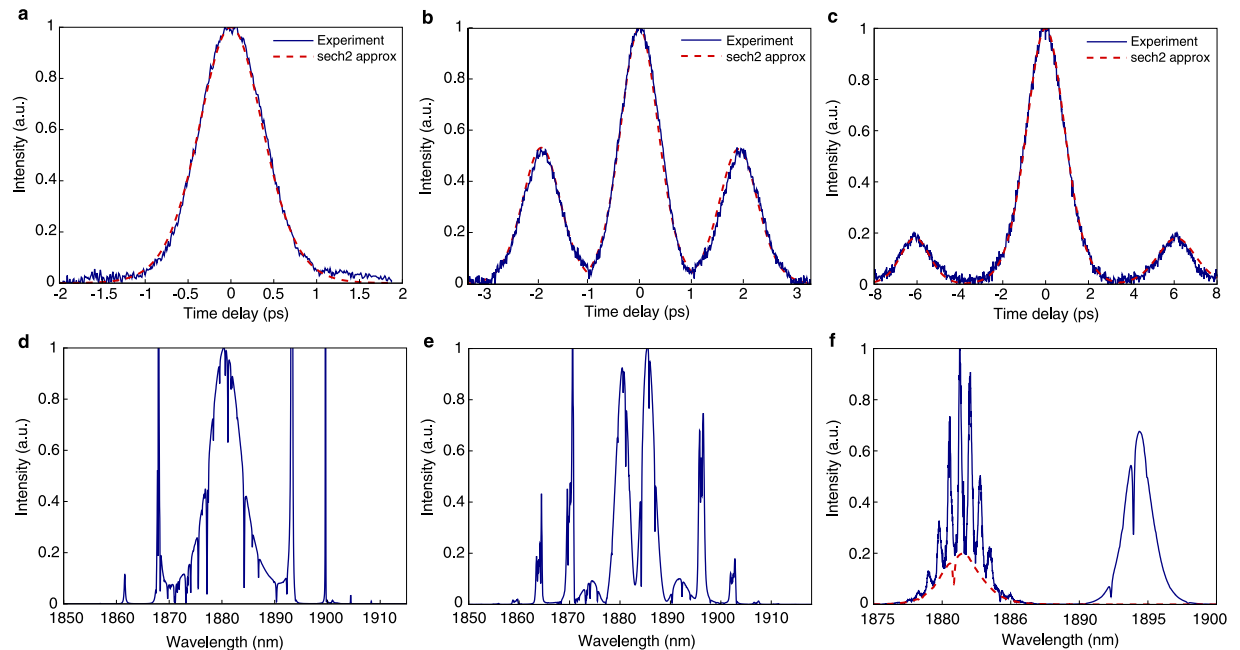 a
Experiment
sech2 approx
Intensity (a.u.)
1
0.8
0.6
0.4
0.2
0
-2 -1.5 -1 -0.5 0 0.5 1 1.5 2
Time delay (ps)
b
Experiment
sech2 approx
Intensity (a.u.)
1
0.8
0.6
0.4
0.2
0
-3 -2 -1 0 1 2 3
Time delay (ps)
c
Experiment
sech2 approx
Intensity (a.u.)
1
0.8
0.6
0.4
0.2
0
-8 -6 -4 -2 0 2 4 6 8
Time delay (ps)
d
Intensity (a.u.)
1
0.8
0.6
0.4
0.2
0
1850 1860 1870 1880 1890 1900 1910
Wavelength (nm)
e
Intensity (a.u.)
1
0.8
0.6
0.4
0.2
0
1850 1860 1870 1880 1890 1900 1910
Wavelength (nm)
f
Intensity (a.u.)
1
0.8
0.6
0.4
0.2
0
1875 1880 1886 1890 1895 1900
Wavelength (nm)